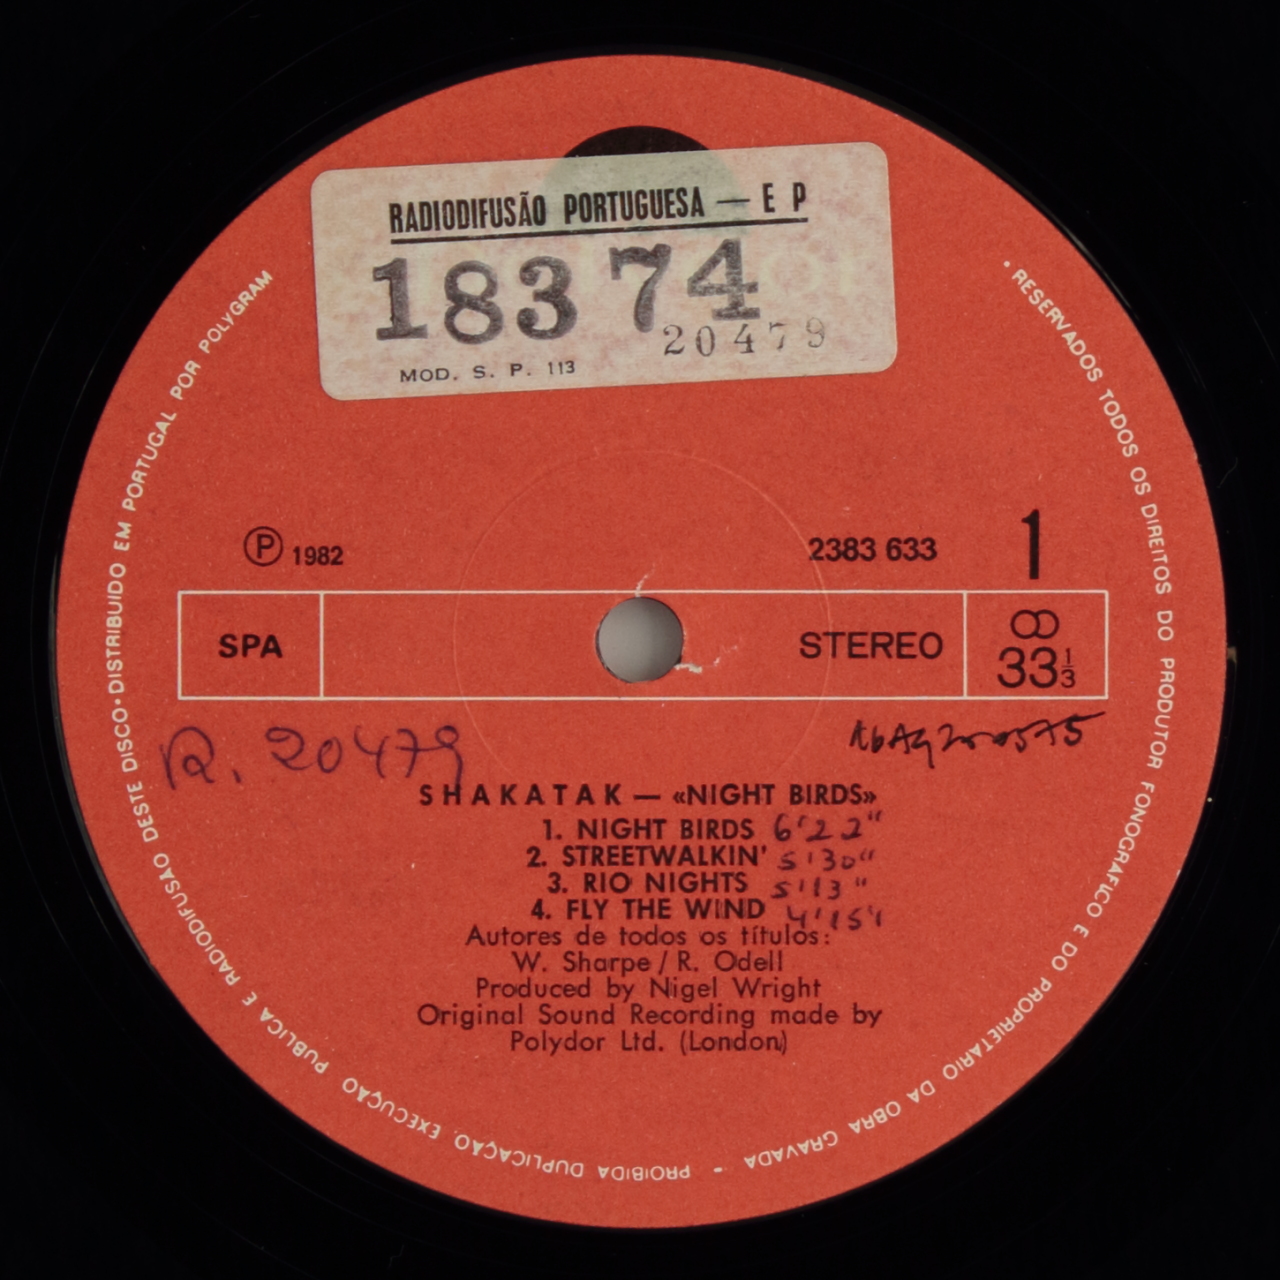 RADIODIFUSÃO PORTUGUESA — E P
183 74
20479
MOD. S. P. 113
℗ 1982
2383 633
1
SPA
STEREO
33 1/3
R. 20479
SHAKATAK — «NIGHT BIRDS»
1. NIGHT BIRDS 6'22"
2. STREETWALKIN' 5'30"
3. RIO NIGHTS 5'13"
4. FLY THE WIND 4'15"
Autores de todos os títulos:
W. Sharpe / R. Odell
Produced by Nigel Wright
Original Sound Recording made by
Polydor Ltd. (London)
· RESERVADOS TODOS OS DIREITOS DO PRODUTOR FONOGRAFICO E DO PROPRIETARIO DA OBRA GRAVADA - PROIBIDA DUPLICAÇÃO, EXECUÇÃO PUBLICA E RADIODIFUSÃO DESTE DISCO · DISTRIBUIDO EM PORTUGAL POR POLYGRAM